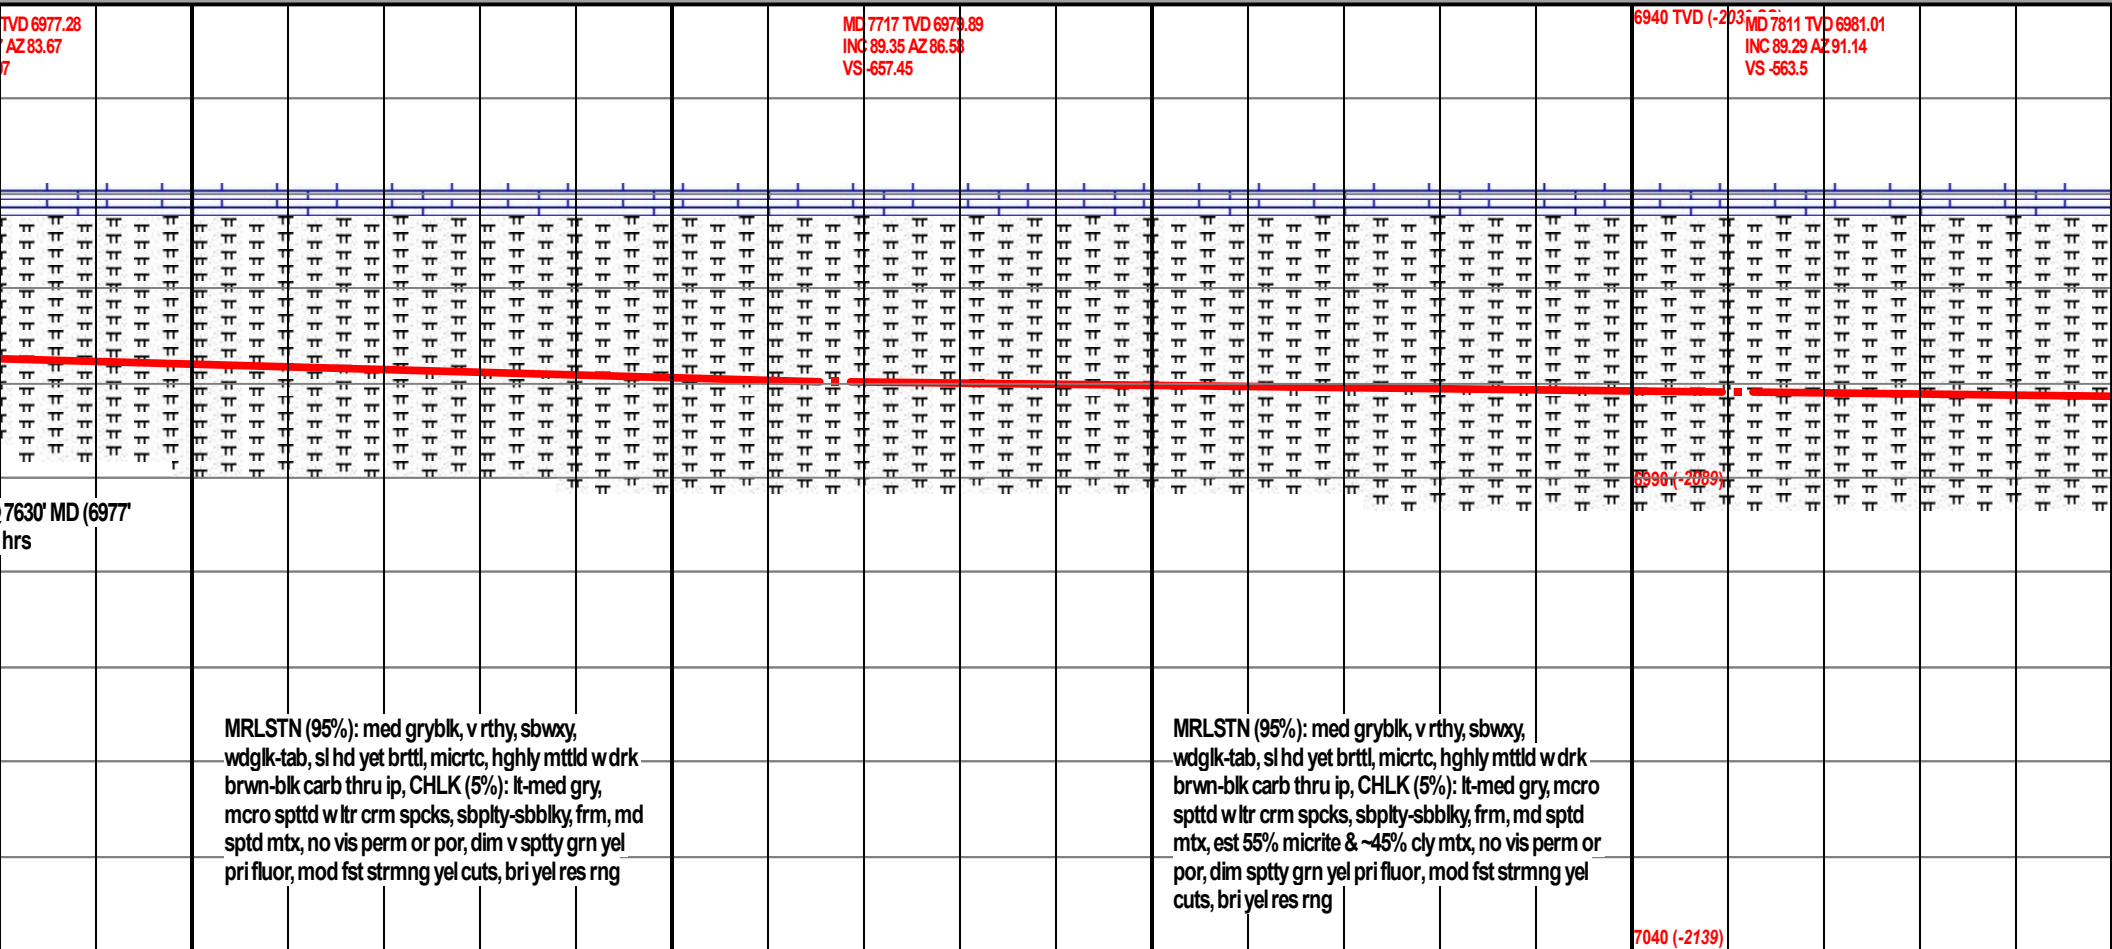 TVD 6977.28
AZ 83.67
MD 7717 TVD 6979.89
INC 89.35 AZ 86.58
VS -657.45
6940 TVD
MD 7811 TVD 6981.01
INC 89.29 AZ 91.14
VS -563.5
6990 (-2089)
7630' MD (6977'
hrs
MRLSTN (95%): med gryblk, v rthy, sbwxy,
wdglk-tab, sl hd yet brttl, micrtc, hghly mttld w drk
brwn-blk carb thru ip, CHLK (5%): lt-med gry,
mcro spttd w ltr crm spcks, sbplty-sbblky, frm, md
sptd mtx, no vis perm or por, dim v sptty grn yel
pri fluor, mod fst strmng yel cuts, bri yel res rng
MRLSTN (95%): med gryblk, v rthy, sbwxy,
wdglk-tab, sl hd yet brttl, micrtc, hghly mttld w drk
brwn-blk carb thru ip, CHLK (5%): lt-med gry, mcro
spttd w ltr crm spcks, sbplty-sbblky, frm, md sptd
mtx, est 55% micrite & ~45% cly mtx, no vis perm or
por, dim sptty grn yel pri fluor, mod fst strmng yel
cuts, bri yel res rng
7040 (-2139)